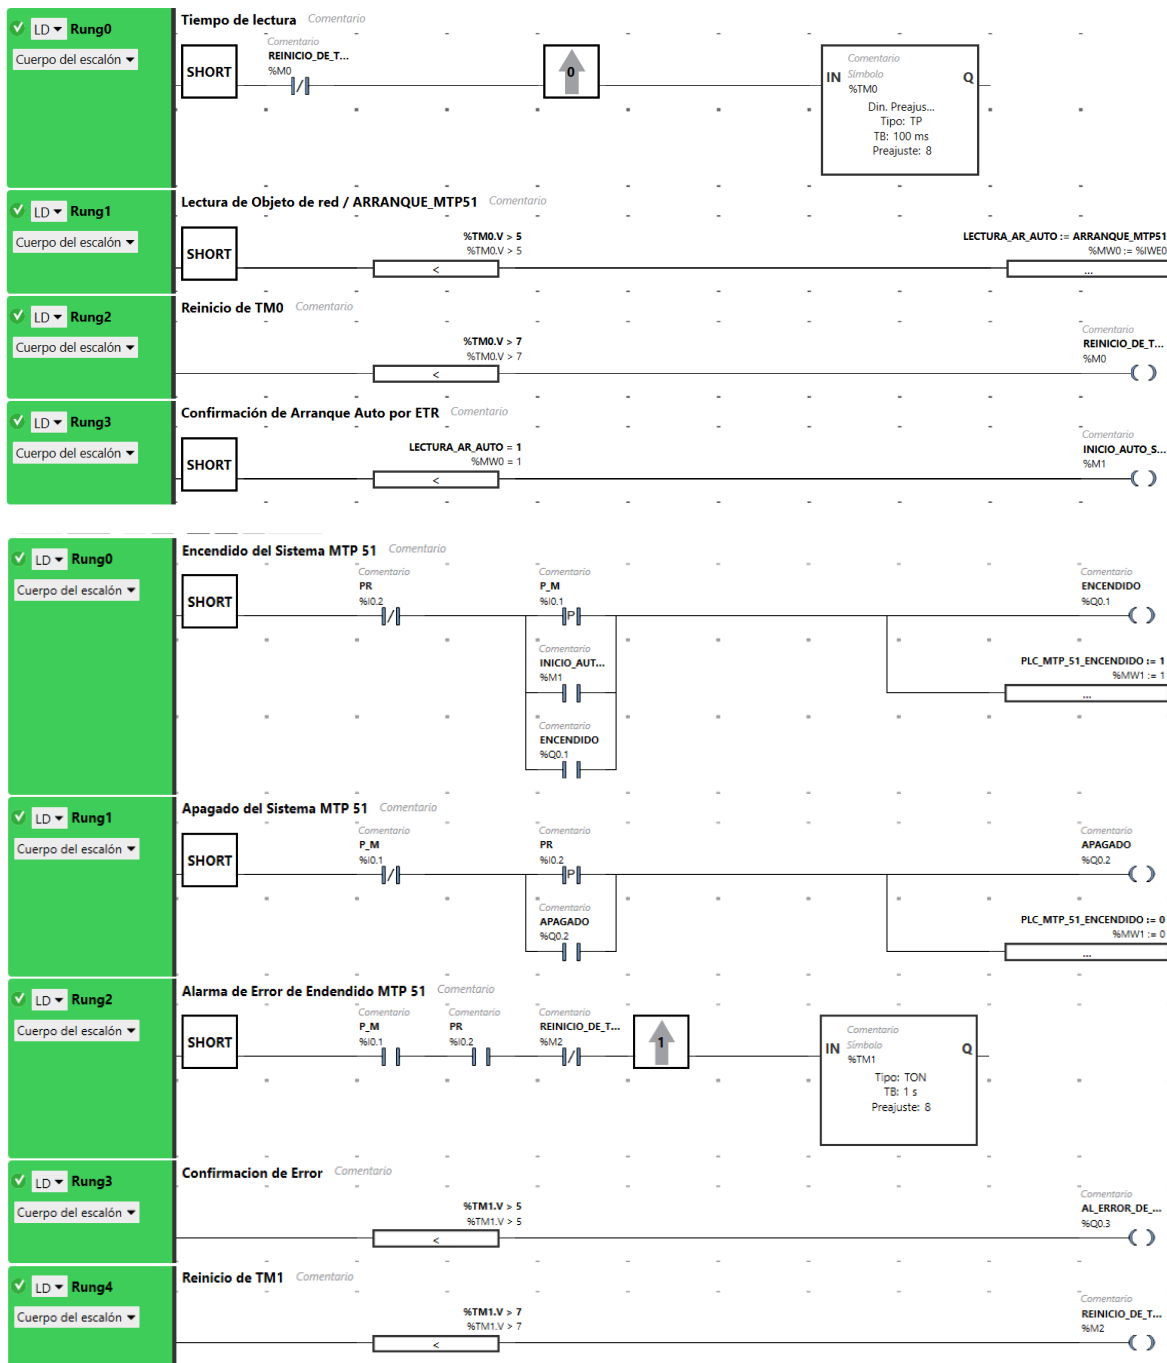 LD Rung0
Cuerpo del escalón
Tiempo de lectura Comentario
SHORT
Comentario
REINICIO_DE_T...
%M0
0
Comentario
IN Símbolo Q
%TM0
Din. Preajus...
Tipo: TP
TB: 100 ms
Preajuste: 8
LD Rung1
Cuerpo del escalón
Lectura de Objeto de red / ARRANQUE_MTP51 Comentario
SHORT
%TM0.V > 5
%TM0.V > 5
<
LECTURA_AR_AUTO := ARRANQUE_MTP51
%MW0 := %IWE0
...
LD Rung2
Cuerpo del escalón
Reinicio de TM0 Comentario
%TM0.V > 7
%TM0.V > 7
<
Comentario
REINICIO_DE_T...
%M0
LD Rung3
Cuerpo del escalón
Confirmación de Arranque Auto por ETR Comentario
SHORT
LECTURA_AR_AUTO = 1
%MW0 = 1
<
Comentario
INICIO_AUTO_S...
%M1
LD Rung0
Cuerpo del escalón
Encendido del Sistema MTP 51 Comentario
SHORT
Comentario
PR
%I0.2
Comentario
P_M
%I0.1
P
Comentario
INICIO_AUT...
%M1
Comentario
ENCENDIDO
%Q0.1
Comentario
ENCENDIDO
%Q0.1
PLC_MTP_51_ENCENDIDO := 1
%MW1 := 1
...
LD Rung1
Cuerpo del escalón
Apagado del Sistema MTP 51 Comentario
SHORT
Comentario
P_M
%I0.1
Comentario
PR
%I0.2
P
Comentario
APAGADO
%Q0.2
Comentario
APAGADO
%Q0.2
PLC_MTP_51_ENCENDIDO := 0
%MW1 := 0
...
LD Rung2
Cuerpo del escalón
Alarma de Error de Endendido MTP 51 Comentario
SHORT
Comentario
P_M
%I0.1
Comentario
PR
%I0.2
Comentario
REINICIO_DE_T...
%M2
1
Comentario
IN Símbolo Q
%TM1
Tipo: TON
TB: 1 s
Preajuste: 8
LD Rung3
Cuerpo del escalón
Confirmacion de Error Comentario
%TM1.V > 5
%TM1.V > 5
<
Comentario
AL_ERROR_DE_...
%Q0.3
LD Rung4
Cuerpo del escalón
Reinicio de TM1 Comentario
%TM1.V > 7
%TM1.V > 7
<
Comentario
REINICIO_DE_T...
%M2